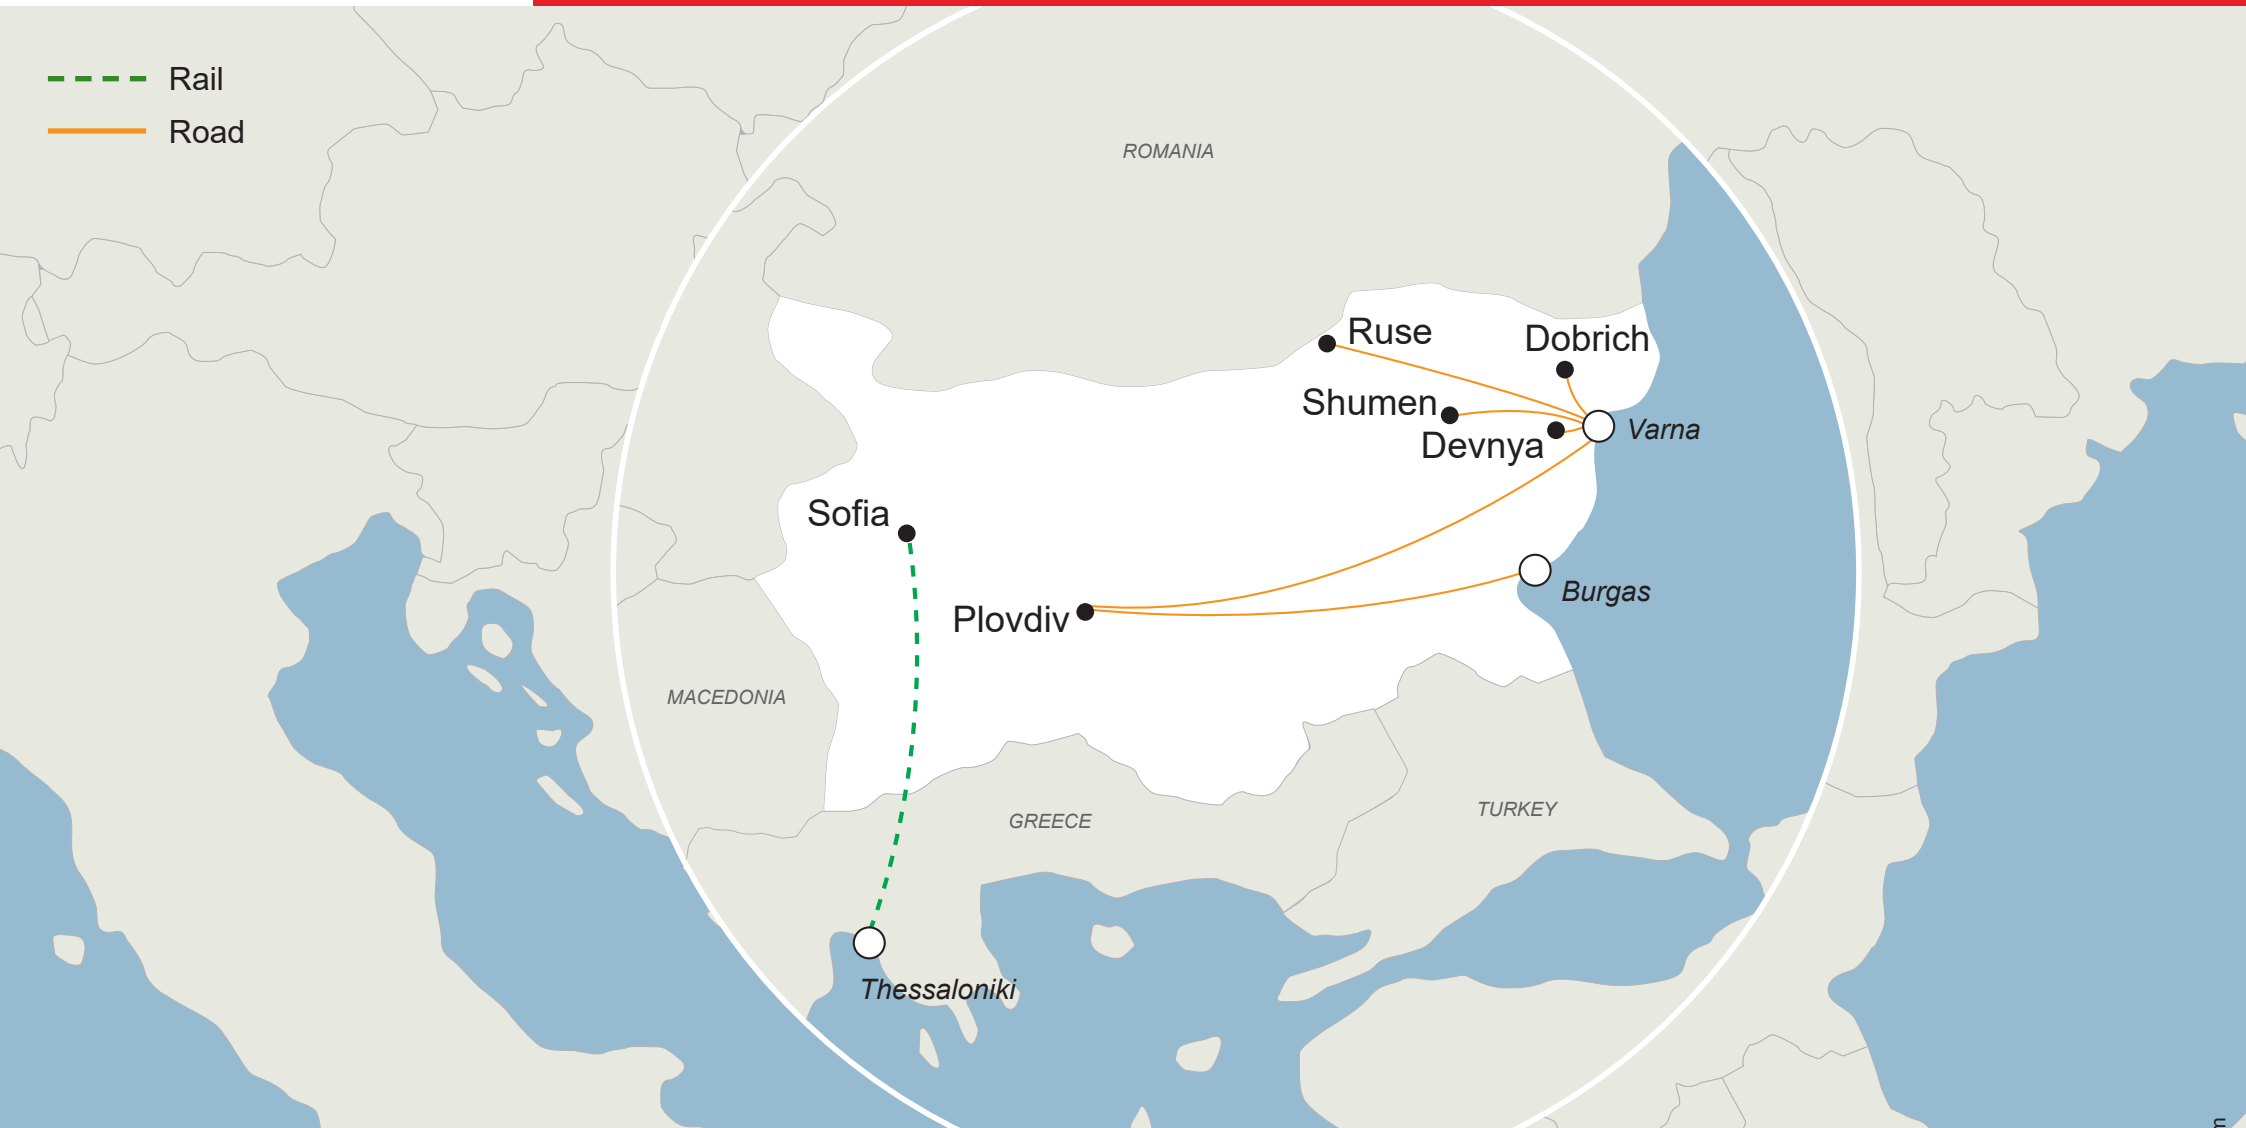 Rail
Road
ROMANIA
Ruse
Dobrich
Shumen
Devnya
Varna
Sofia
Burgas
Plovdiv
MACEDONIA
GREECE
TURKEY
Thessaloniki